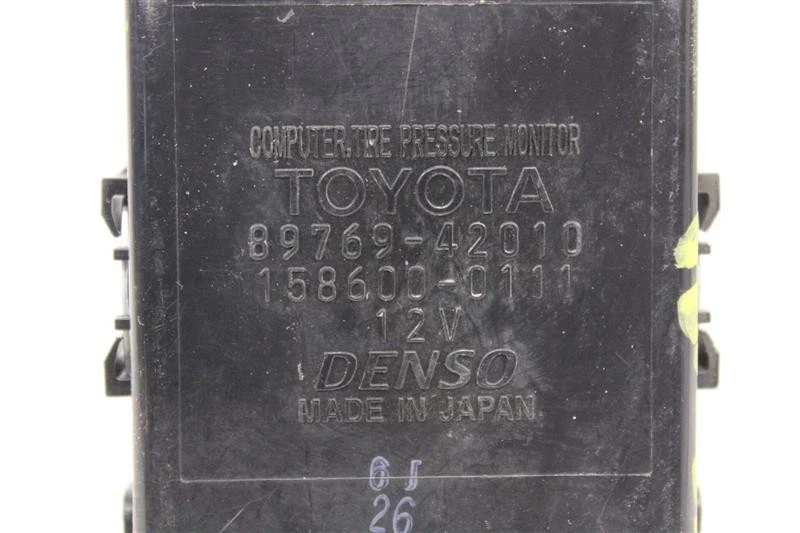 COMPUTER,TIRE PRESSURE MONITOR
TOYOTA
89769-42010
158600-0111
12V
DENSO
MADE IN JAPAN
6J
26